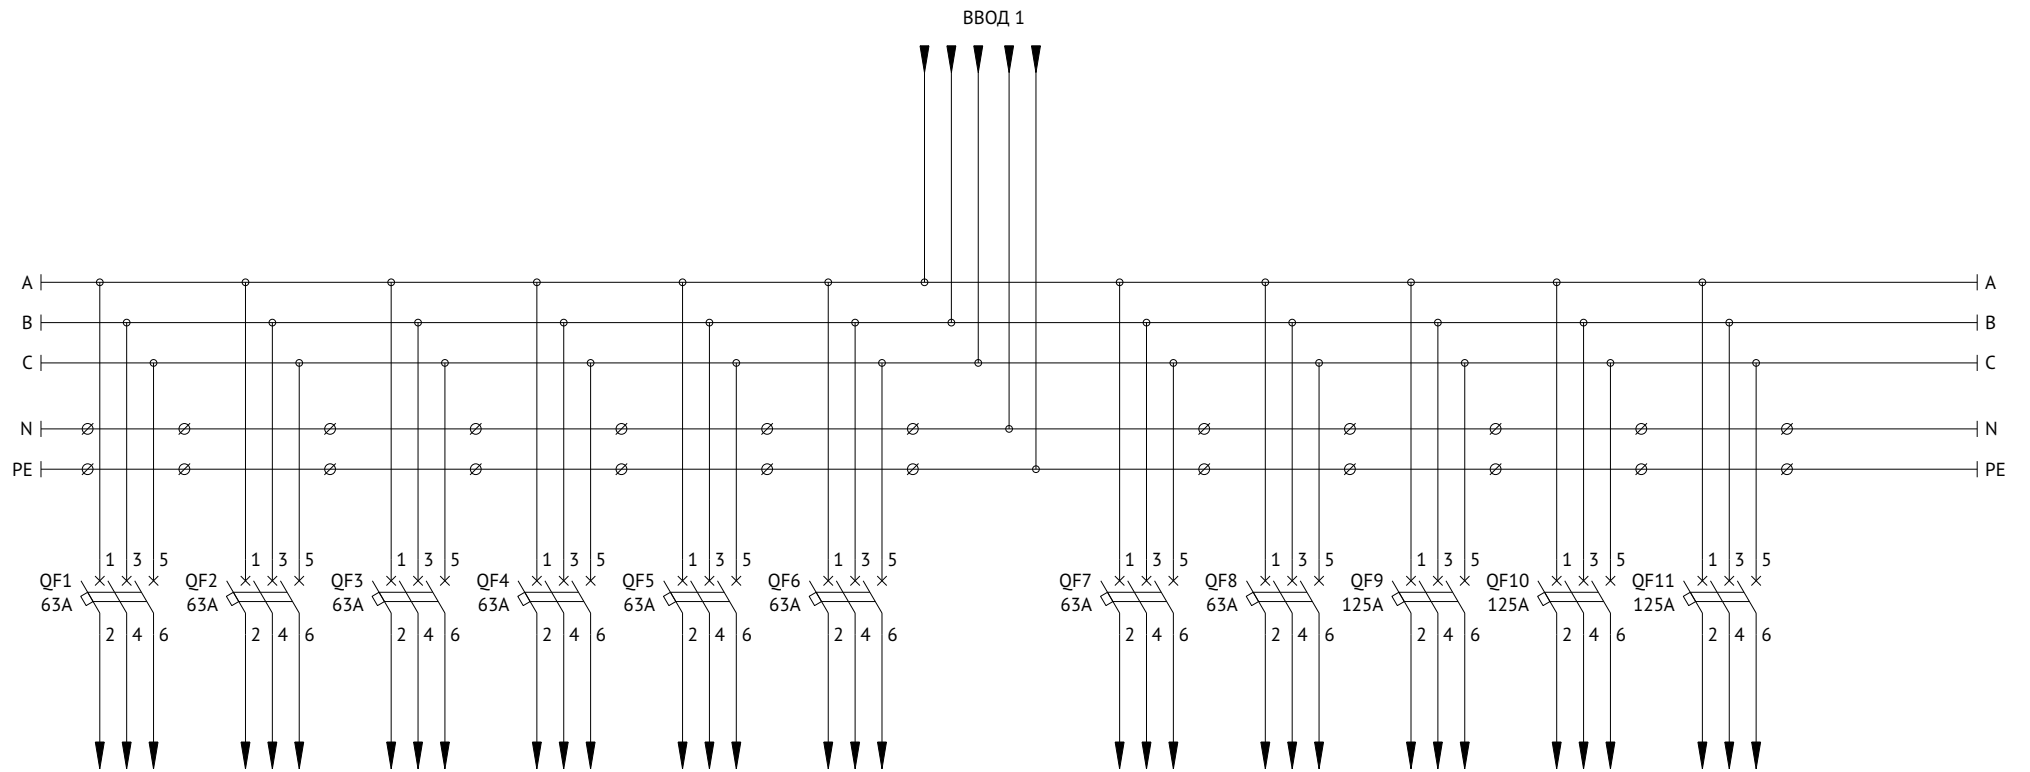 ВВОД 1
A A
B B
C C
N N
PE PE
1 3 5 1 3 5 1 3 5 1 3 5 1 3 5 1 3 5 1 3 5 1 3 5 1 3 5 1 3 5 1 3 5
QF1 QF2 QF3 QF4 QF5 QF6 QF7 QF8 QF9 QF10 QF11
63A 63A 63A 63A 63A 63A 63A 63A 125A 125A 125A
2 4 6 2 4 6 2 4 6 2 4 6 2 4 6 2 4 6 2 4 6 2 4 6 2 4 6 2 4 6 2 4 6